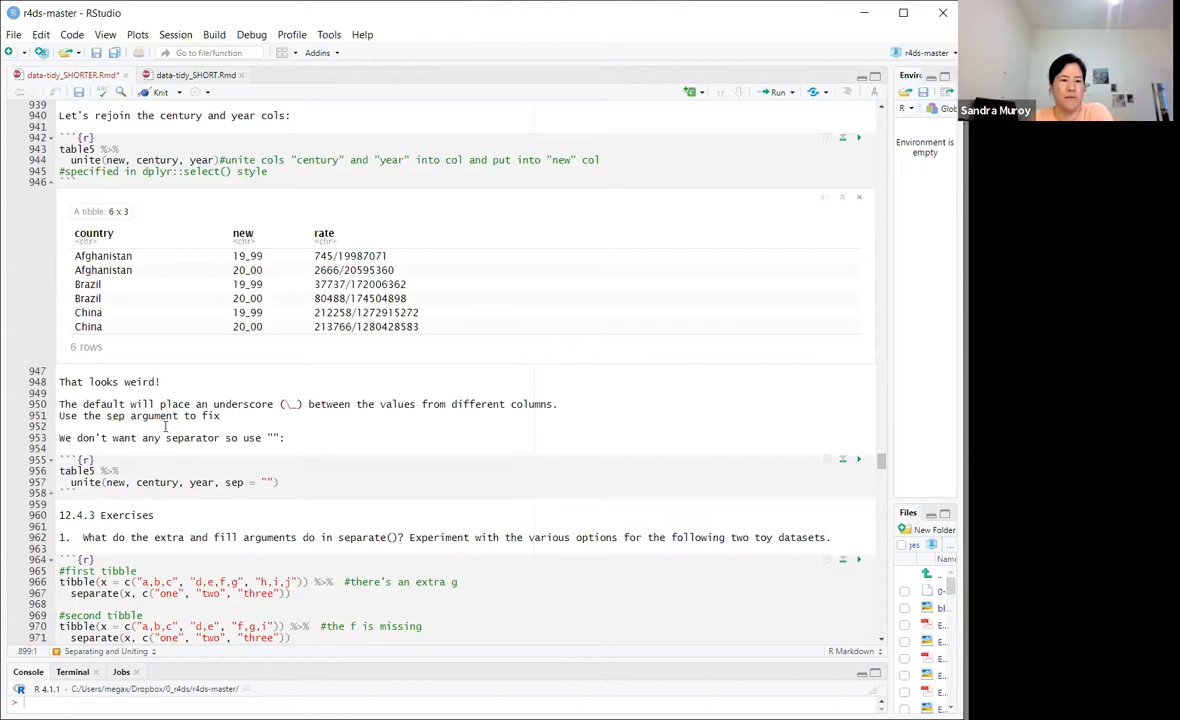 r4ds-master - RStudio
File Edit Code View Plots Session Build Debug Profile Tools Help
Go to file/function Addins r4ds-master
data-tidy_SHORTER.Rmd* data-tidy_SHORT.Rmd
Knit Run
939
940 Let's rejoin the century and year cols:
941
942 ```{r}
943 table5 %>%
944 unite(new, century, year)#unite cols "century" and "year" into col and put into "new" col
945 #specified in dplyr::select() style
946 ```
A tibble: 6 x 3
country new rate
<chr> <chr> <chr>
Afghanistan 19_99 745/19987071
Afghanistan 20_00 2666/20595360
Brazil 19_99 37737/172006362
Brazil 20_00 80488/174504898
China 19_99 212258/1272915272
China 20_00 213766/1280428583
6 rows
947
948 That looks weird!
949
950 The default will place an underscore (\_) between the values from different columns.
951 Use the sep argument to fix
952
953 We don't want any separator so use "":
954
955 ```{r}
956 table5 %>%
957 unite(new, century, year, sep = "")
958 ```
959
960 12.4.3 Exercises
961
962 1. What do the extra and fill arguments do in separate()? Experiment with the various options for the following two toy datasets.
963
964 ```{r}
965 #first tibble
966 tibble(x = c("a,b,c", "d,e,f,g", "h,i,j")) %>% #there's an extra g
967 separate(x, c("one", "two", "three"))
968
969 #second tibble
970 tibble(x = c("a,b,c", "d,e", "f,g,i")) %>% #the f is missing
971 separate(x, c("one", "two", "three"))
899:1 Separating and Uniting R Markdown
Console Terminal Jobs
R 4.1.1 · C:/Users/megax/Dropbox/0_r4ds/r4ds-master/
>
Envir
R Glob
Environment is
empty
Files
New Folder
jes ...
Name
..
0-
bl
E...
E...
E...
E...
E...
E...
E...
Sandra Muroy